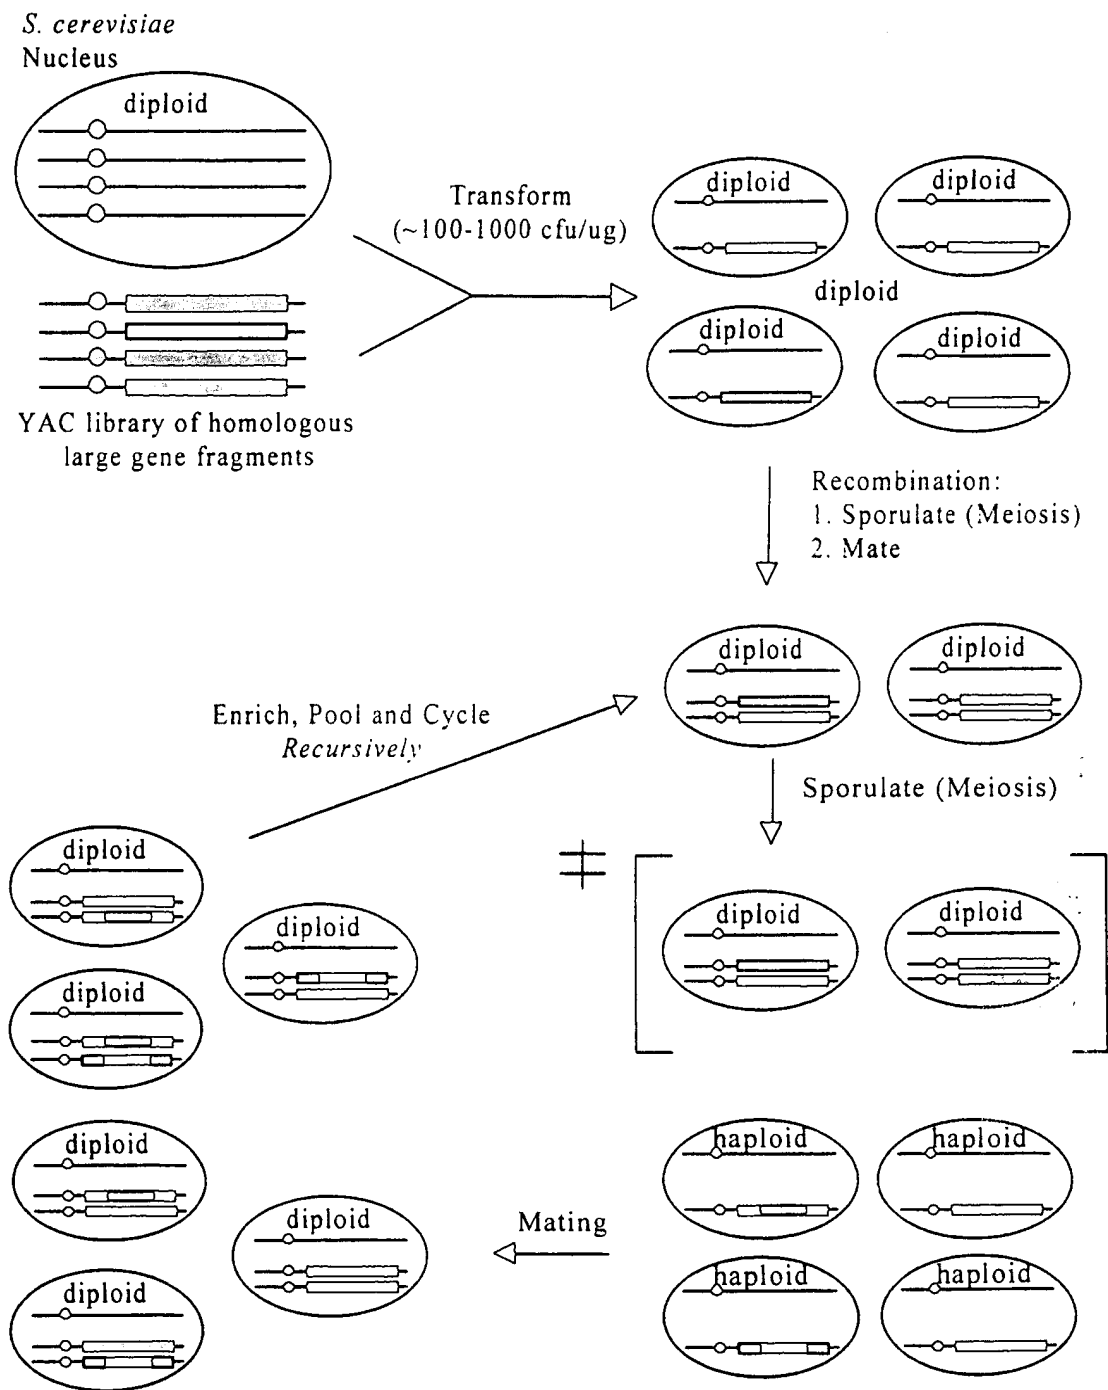 S. cerevisiae
Nucleus
diploid
Transform
(~100-1000 cfu/ug)
diploid
diploid
diploid
diploid
diploid
YAC library of homologous
large gene fragments
Recombination:
1. Sporulate (Meiosis)
2. Mate
diploid
diploid
Enrich, Pool and Cycle
Recursively
Sporulate (Meiosis)
diploid
diploid
diploid
diploid
diploid
diploid
diploid
diploid
haploid
haploid
Mating
haploid
haploid